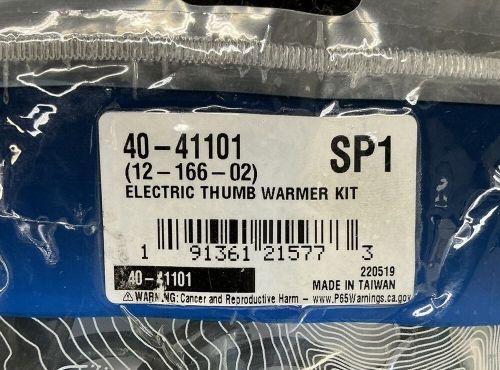 40-41101 SP1
(12-166-02)
ELECTRIC THUMB WARMER KIT
1 91361 21577 3
40-41101 220519
MADE IN TAIWAN
⚠ WARNING: Cancer and Reproductive Harm - www.P65Warnings.ca.gov